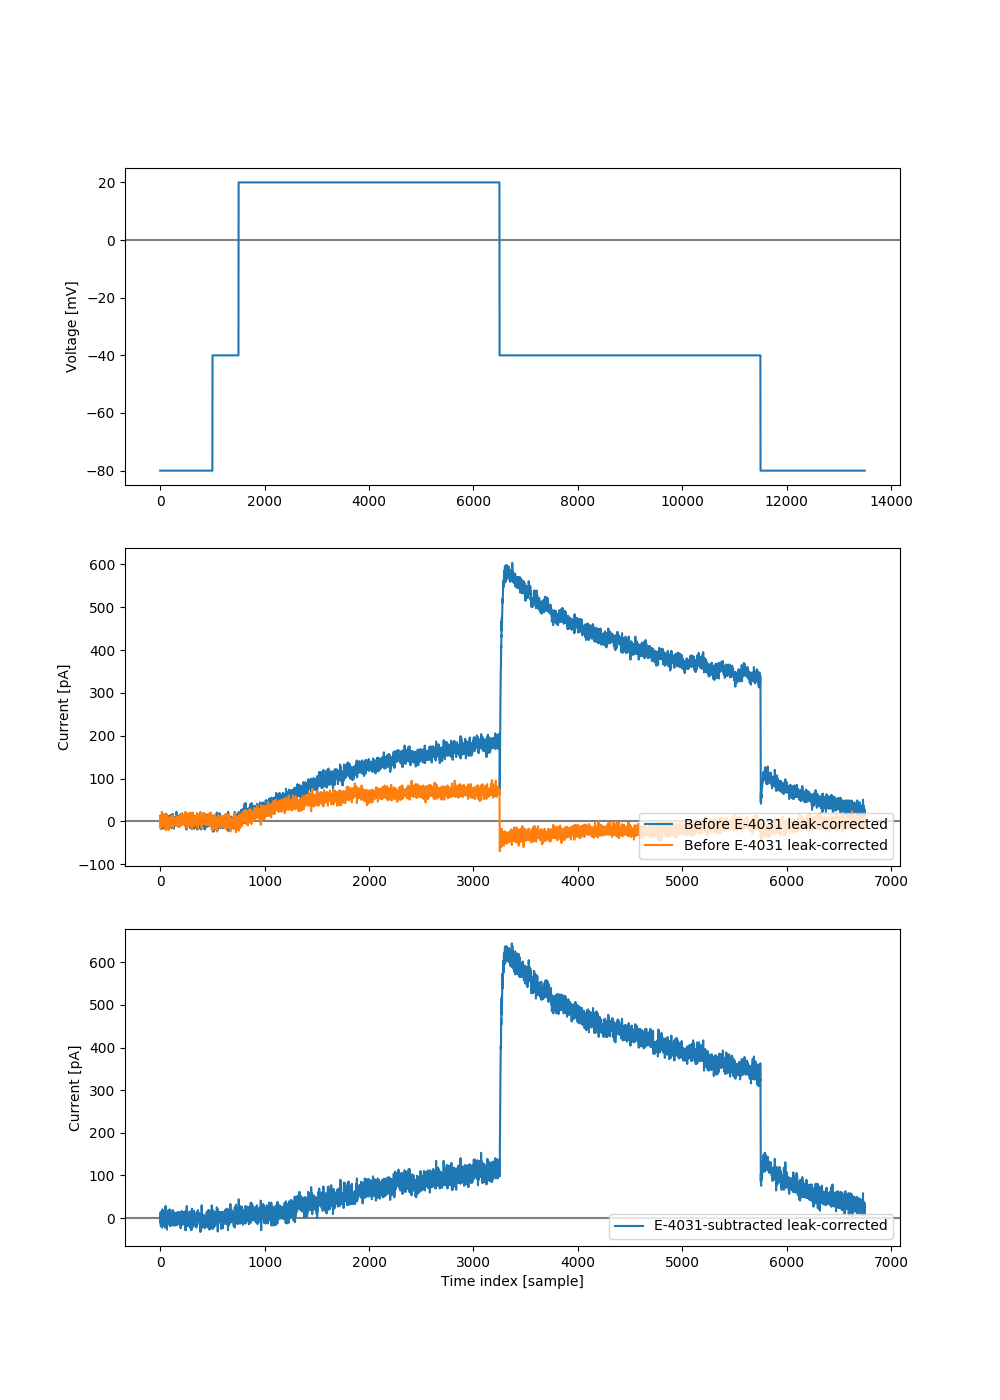 20
0
−20
−40
−60
−80
Voltage [mV]
0 2000 4000 6000 8000 10000 12000 14000
600
500
400
300
200
100
0
−100
Current [pA]
Before E-4031 leak-corrected
Before E-4031 leak-corrected
0 1000 2000 3000 4000 5000 6000 7000
600
500
400
300
200
100
0
Current [pA]
E-4031-subtracted leak-corrected
0 1000 2000 3000 4000 5000 6000 7000
Time index [sample]